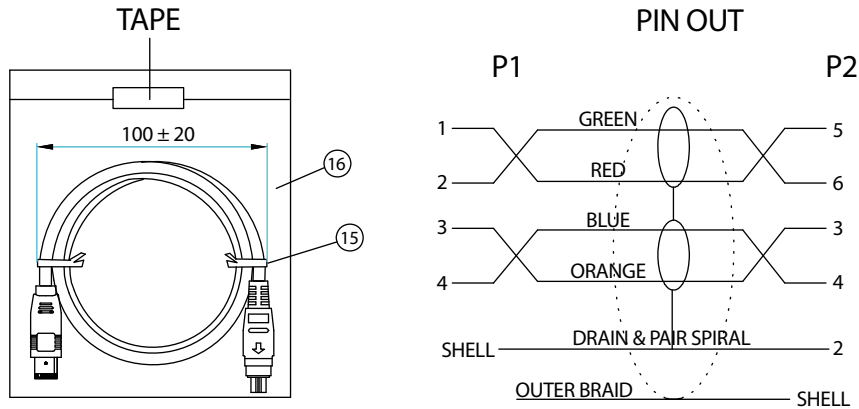 TAPE
100 ± 20
16
15
PIN OUT
P1 P2
1 GREEN 5
2 RED 6
3 BLUE 3
4 ORANGE 4
SHELL DRAIN & PAIR SPIRAL 2
OUTER BRAID SHELL